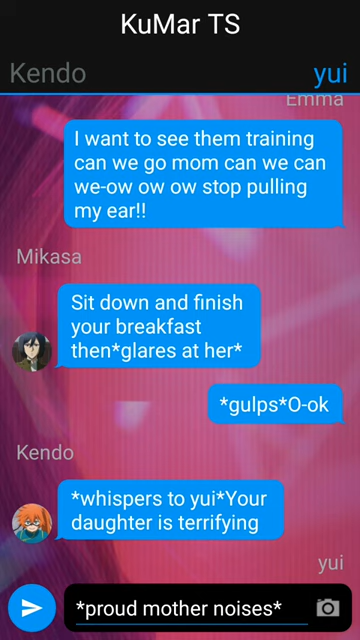 KuMar TS
Kendo
yui
Emma
I want to see them training
can we go mom can we can
we-ow ow ow stop pulling
my ear!!
Mikasa
Sit down and finish
your breakfast
then*glares at her*
*gulps*O-ok
Kendo
*whispers to yui*Your
daughter is terrifying
yui
*proud mother noises*